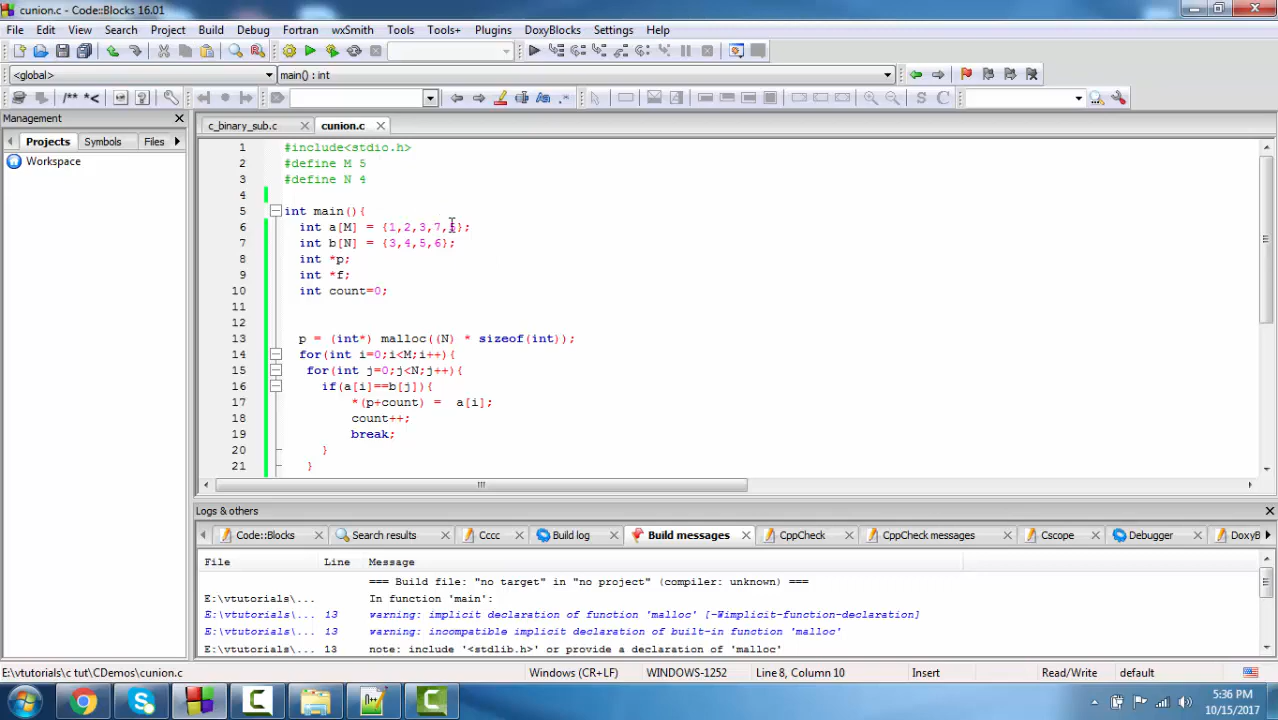 cunion.c - Code::Blocks 16.01
File Edit View Search Project Build Debug Fortran wxSmith Tools Tools+ Plugins DoxyBlocks Settings Help
<global> main() : int
/** *<
S C
Management
Projects Symbols Files
Workspace
c_binary_sub.c cunion.c
1 #include<stdio.h>
2 #define M 5
3 #define N 4
4
5 int main(){
6 int a[M] = {1,2,3,7,
7 int b[N] = {3,4,5,6};
8 int *p;
9 int *f;
10 int count=0;
11
12
13 p = (int*) malloc((N) * sizeof(int));
14 for(int i=0;i<M;i++){
15 for(int j=0;j<N;j++){
16 if(a[i]==b[j]){
17 *(p+count) =  a[i];
18 count++;
19 break;
20 }
21 }
Logs & others
Code::Blocks Search results Cccc Build log Build messages CppCheck CppCheck messages Cscope Debugger DoxyB
File Line Message
=== Build file: "no target" in "no project" (compiler: unknown) ===
E:\vtutorials\... In function 'main':
E:\vtutorials\... 13 warning: implicit declaration of function 'malloc' [-Wimplicit-function-declaration]
E:\vtutorials\... 13 warning: incompatible implicit declaration of built-in function 'malloc'
E:\vtutorials\... 13 note: include '<stdlib.h>' or provide a declaration of 'malloc'
E:\vtutorials\c tut\CDemos\cunion.c Windows (CR+LF) WINDOWS-1252 Line 8, Column 10 Insert Read/Write default
5:36 PM
10/15/2017